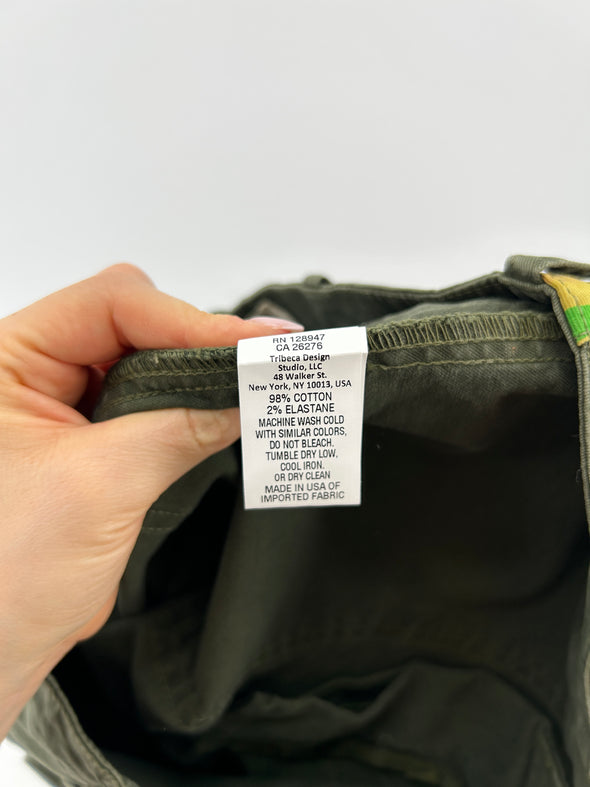 RN 128947
CA 26276
Tribeca Design
Studio, LLC
48 Walker St.
New York, NY 10013, USA
98% COTTON
2% ELASTANE
MACHINE WASH COLD
WITH SIMILAR COLORS,
DO NOT BLEACH.
TUMBLE DRY LOW,
COOL IRON.
OR DRY CLEAN
MADE IN USA OF
IMPORTED FABRIC